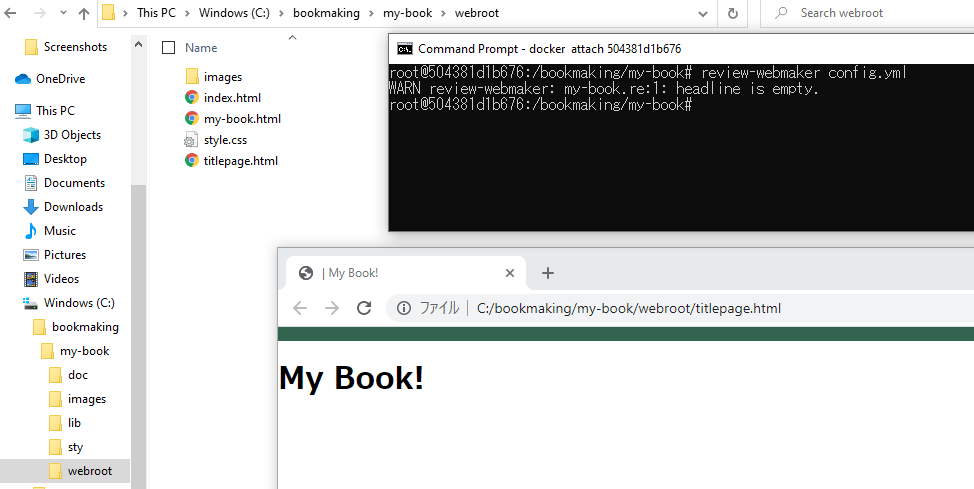 This PC > Windows (C:) > bookmaking > my-book > webroot
Search webroot
Screenshots
OneDrive
This PC
3D Objects
Desktop
Documents
Downloads
Music
Pictures
Videos
Windows (C:)
bookmaking
my-book
doc
images
lib
sty
webroot
Name
images
index.html
my-book.html
style.css
titlepage.html
Command Prompt - docker attach 504381d1b676
root@504381d1b676:/bookmaking/my-book# review-webmaker config.yml
WARN review-webmaker: my-book.re:1: headline is empty.
root@504381d1b676:/bookmaking/my-book#
| My Book!
ファイル | C:/bookmaking/my-book/webroot/titlepage.html
My Book!